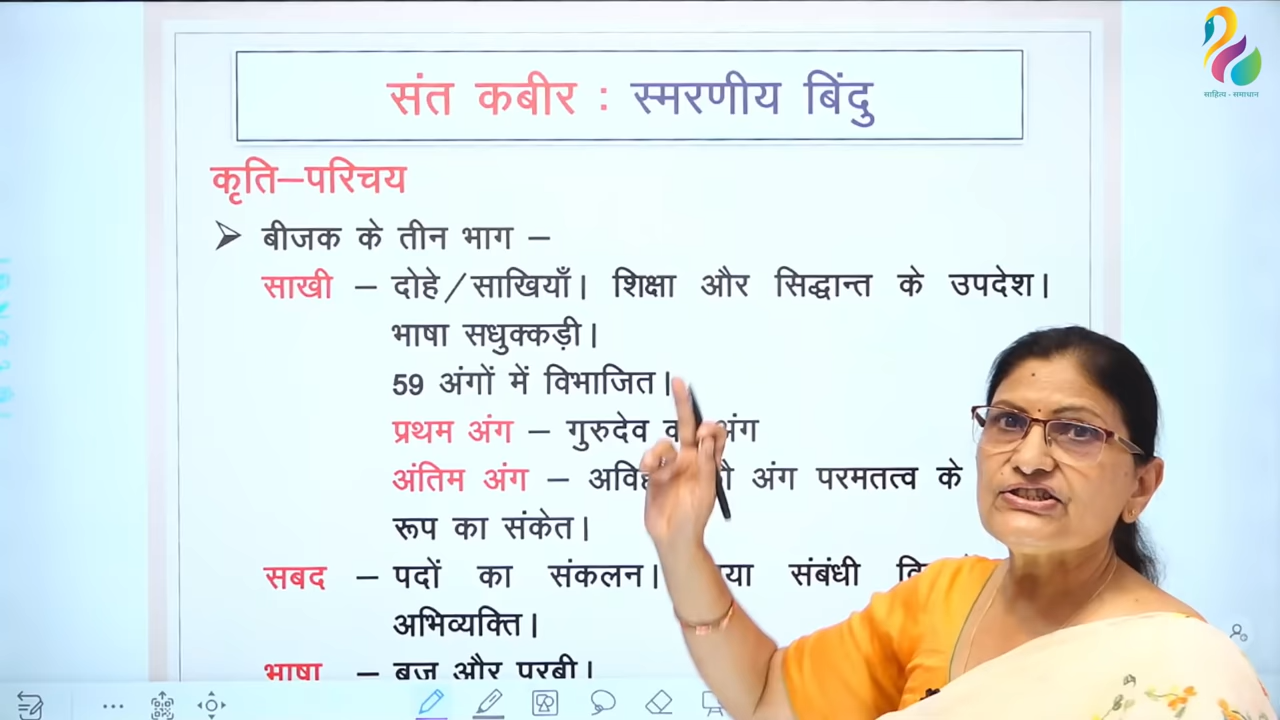 साहित्य - समाधान
संत कबीर : स्मरणीय बिंदु
कृति–परिचय
➢ बीजक के तीन भाग –
साखी – दोहे/साखियाँ। शिक्षा और सिद्धान्त के उपदेश।
भाषा सधुक्कड़ी।
59 अंगों में विभाजित।
प्रथम अंग – गुरुदेव अंग
अंतिम अंग – अंग परमतत्व के
रूप का संकेत।
सबद – पदों का संकलन। संबंधी
अभिव्यक्ति।
भाषा – ब्रज और पूरबी।